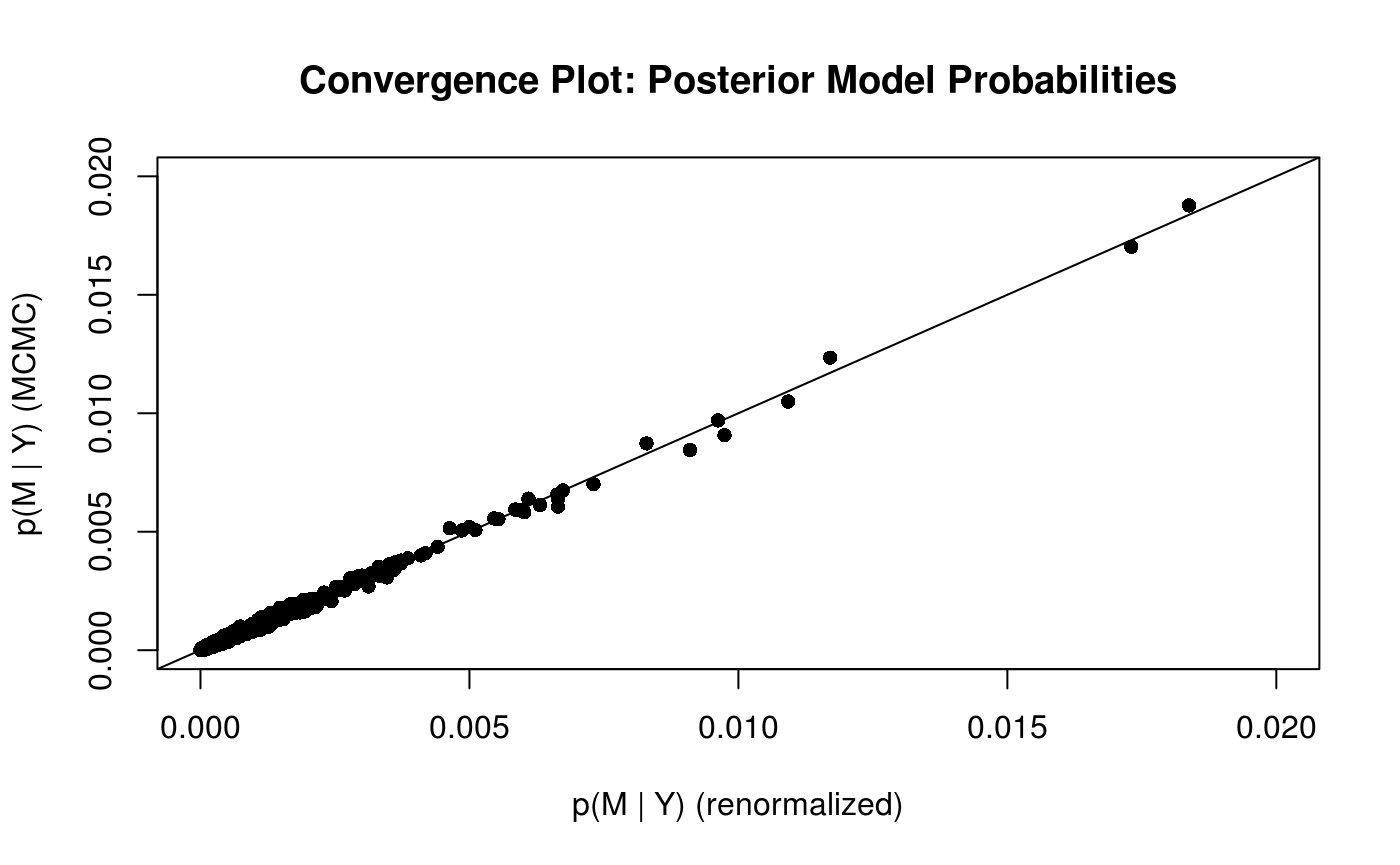 Convergence Plot: Posterior Model Probabilities
p(M | Y) (MCMC)
0.020
0.015
0.010
0.005
0.000
0.000 0.005 0.010 0.015 0.020
p(M | Y) (renormalized)